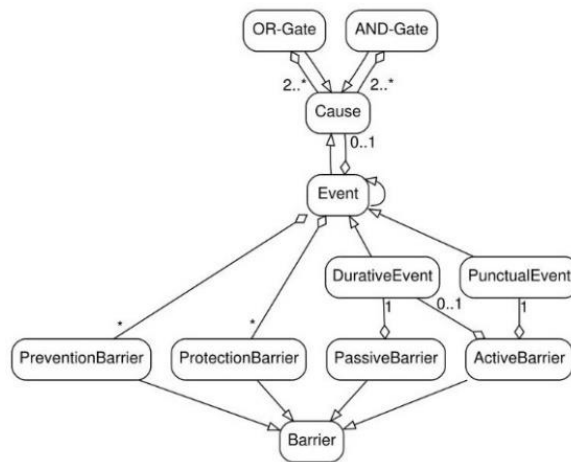 OR-Gate AND-Gate
2..* 2..*
Cause
0..1
Event
DurativeEvent PunctualEvent
1 0..1 1
* *
PreventionBarrier ProtectionBarrier PassiveBarrier ActiveBarrier
Barrier